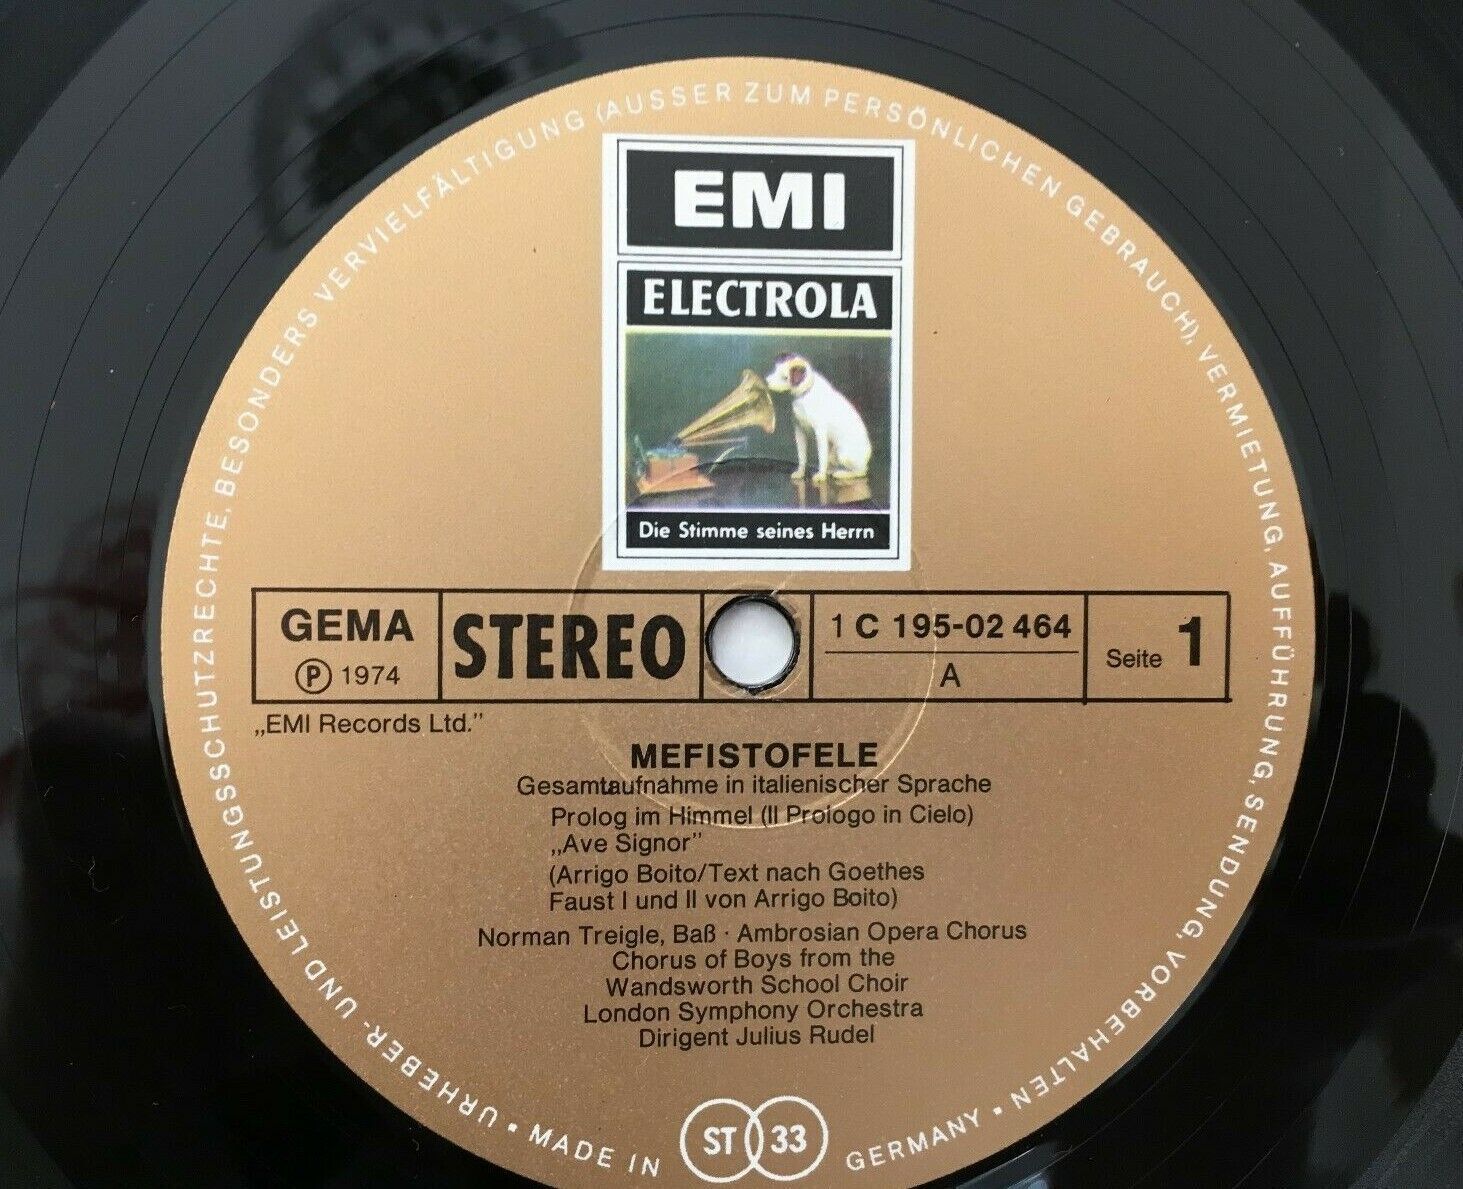 URHEBER- UND LEISTUNGSSCHUTZRECHTE, BESONDERS VERVIELFÄLTIGUNG (AUSSER ZUM PERSÖNLICHEN GEBRAUCH), VERMIETUNG, AUFFÜHRUNG, SENDUNG, VORBEHALTEN
EMI
ELECTROLA
Die Stimme seines Herrn
GEMA
℗ 1974
STEREO
1 C 195-02 464
A
Seite 1
„EMI Records Ltd."
MEFISTOFELE
Gesamtaufnahme in italienischer Sprache
Prolog im Himmel (Il Prologo in Cielo)
„Ave Signor"
(Arrigo Boito/Text nach Goethes
Faust I und II von Arrigo Boito)
Norman Treigle, Baß · Ambrosian Opera Chorus
Chorus of Boys from the
Wandsworth School Choir
London Symphony Orchestra
Dirigent Julius Rudel
MADE IN GERMANY
ST 33